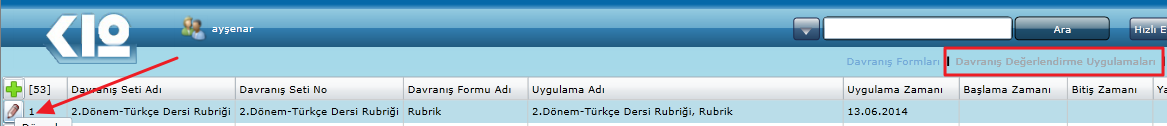 K10
ayşenar
Ara
Hızlı E
Davranış Formları
Davranış Değerlendirme Uygulamaları
[53] Davranış Seti Adı Davranış Seti No Davranış Formu Adı Uygulama Adı Uygulama Zamanı Başlama Zamanı Bitiş Zamanı Ya
1 2.Dönem-Türkçe Dersi Rubriği 2.Dönem-Türkçe Dersi Rubriği Rubrik 2.Dönem-Türkçe Dersi Rubriği, Rubrik 13.06.2014